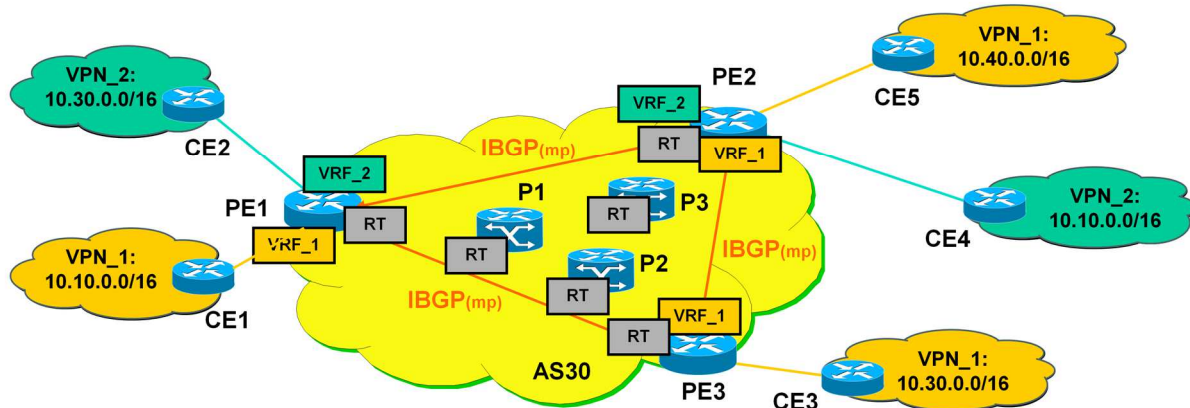 VPN_1:
10.40.0.0/16
VPN_2:
10.30.0.0/16
PE2
CE5
VRF_2
CE2
IBGP(mp)
RT
VRF_1
VRF_2
P1
P3
VPN_2:
10.10.0.0/16
PE1
RT
RT
CE4
VRF_1
RT
P2
IBGP(mp)
VPN_1:
10.10.0.0/16
IBGP(mp)
RT
CE1
VRF_1
RT
AS30
PE3
VPN_1:
10.30.0.0/16
CE3